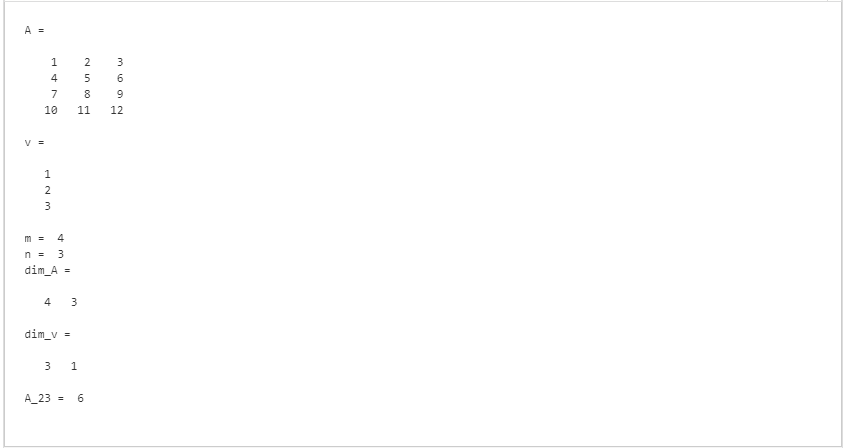 A =
1 2 3
4 5 6
7 8 9
10 11 12
v =
1
2
3
m = 4
n = 3
dim_A =
4 3
dim_v =
3 1
A_23 = 6